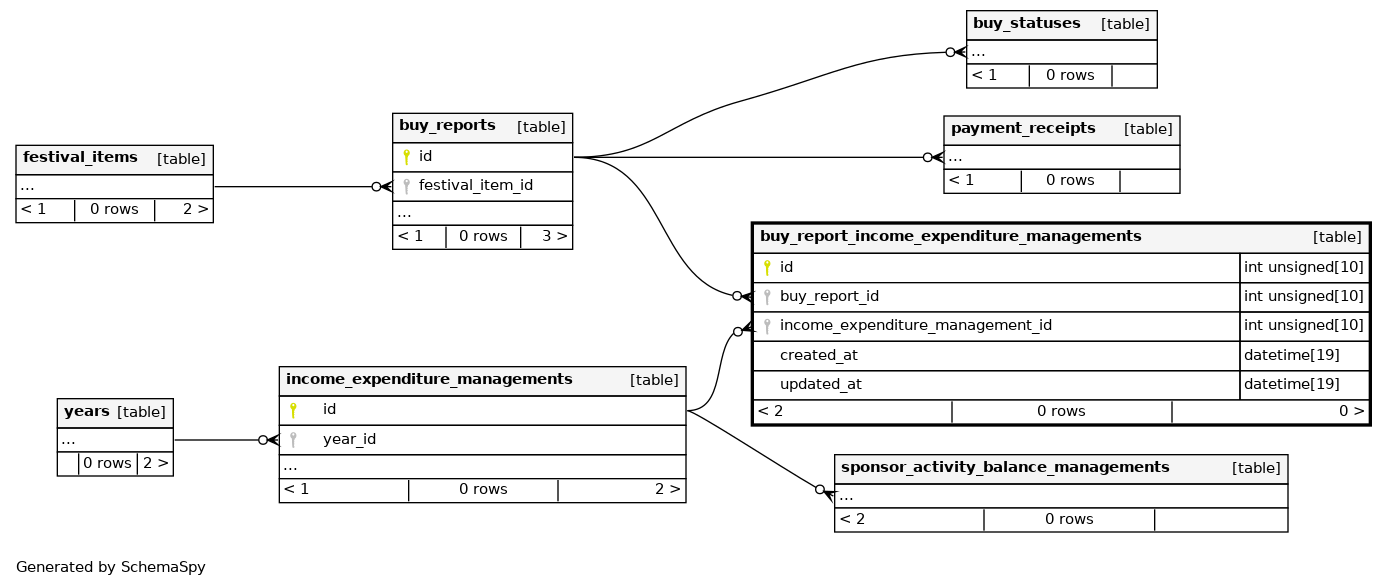 buy_statuses [table]
...
< 1 0 rows
buy_reports [table]
id
festival_item_id
...
< 1 0 rows 3 >
payment_receipts [table]
...
< 1 0 rows
festival_items [table]
...
< 1 0 rows 2 >
buy_report_income_expenditure_managements [table]
id int unsigned[10]
buy_report_id int unsigned[10]
income_expenditure_management_id int unsigned[10]
created_at datetime[19]
updated_at datetime[19]
< 2 0 rows 0 >
income_expenditure_managements [table]
id
year_id
...
< 1 0 rows 2 >
years [table]
...
0 rows 2 >
sponsor_activity_balance_managements [table]
...
< 2 0 rows
Generated by SchemaSpy